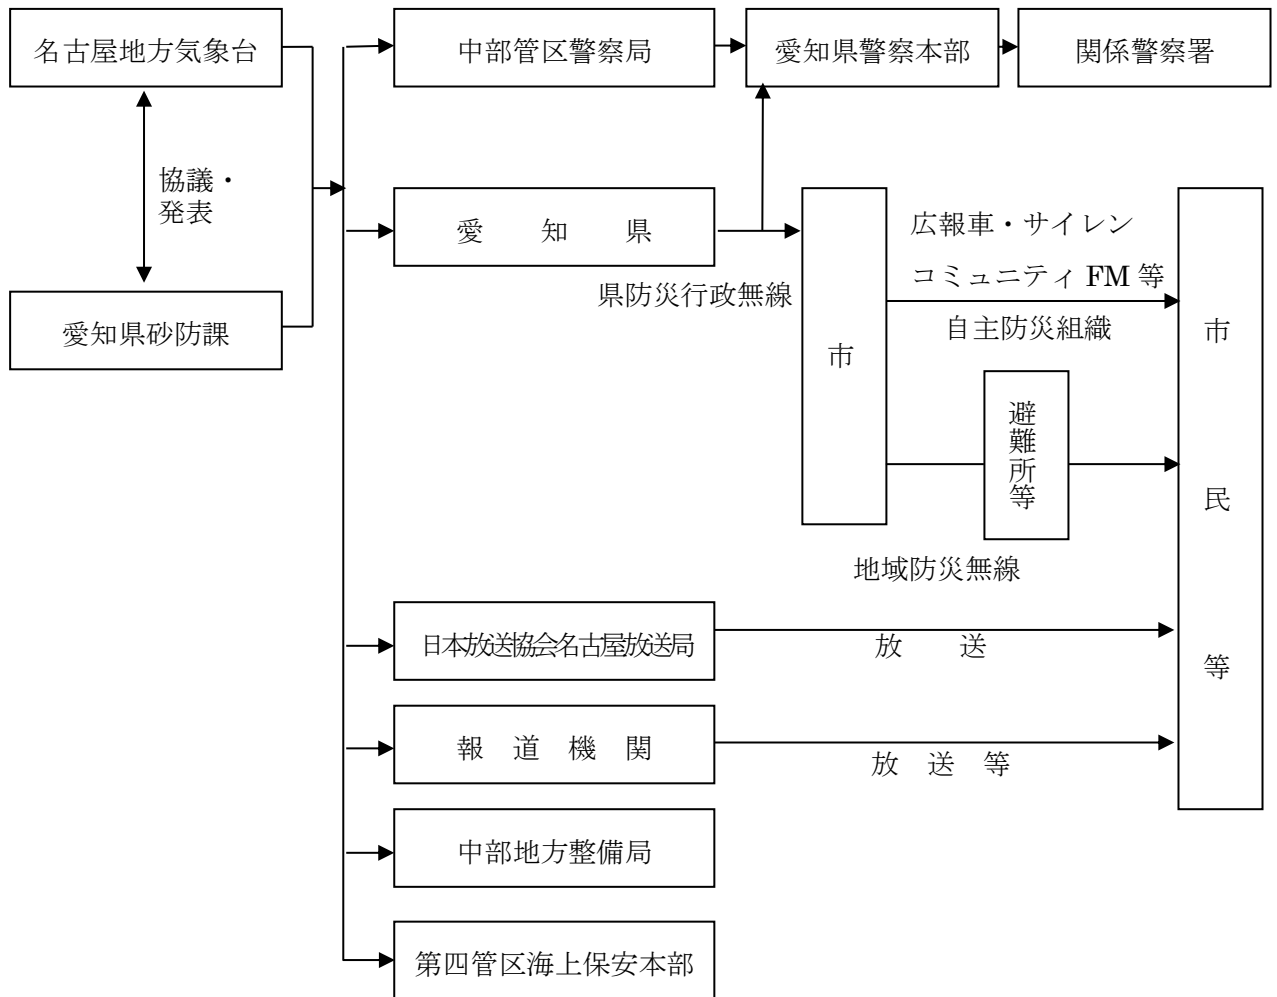 名古屋地方気象台
中部管区警察局
愛知県警察本部
関係警察署
協議・
発表
愛知県砂防課
愛　知　県
県防災行政無線
市
広報車・サイレン
コミュニティ FM 等
自主防災組織
避難所等
地域防災無線
市民等
日本放送協会名古屋放送局
放　送
報 道 機 関
放 送 等
中部地方整備局
第四管区海上保安本部